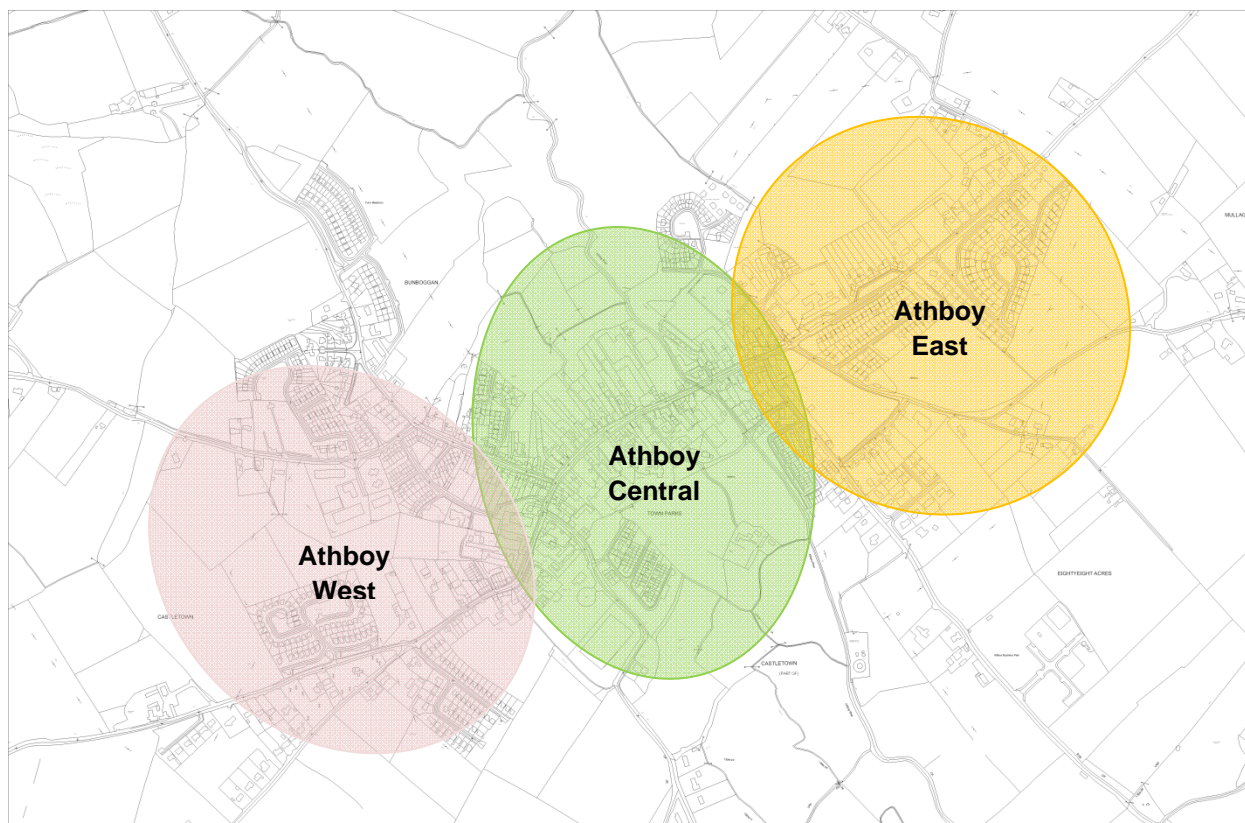 MULLAG
BUNBOGGAN
Athboy
East
Athboy
Central
TOWN PARKS
Athboy
West
EIGHTYEIGHT ACRES
CASTLETOWN
CASTLETOWN
(PART OF)